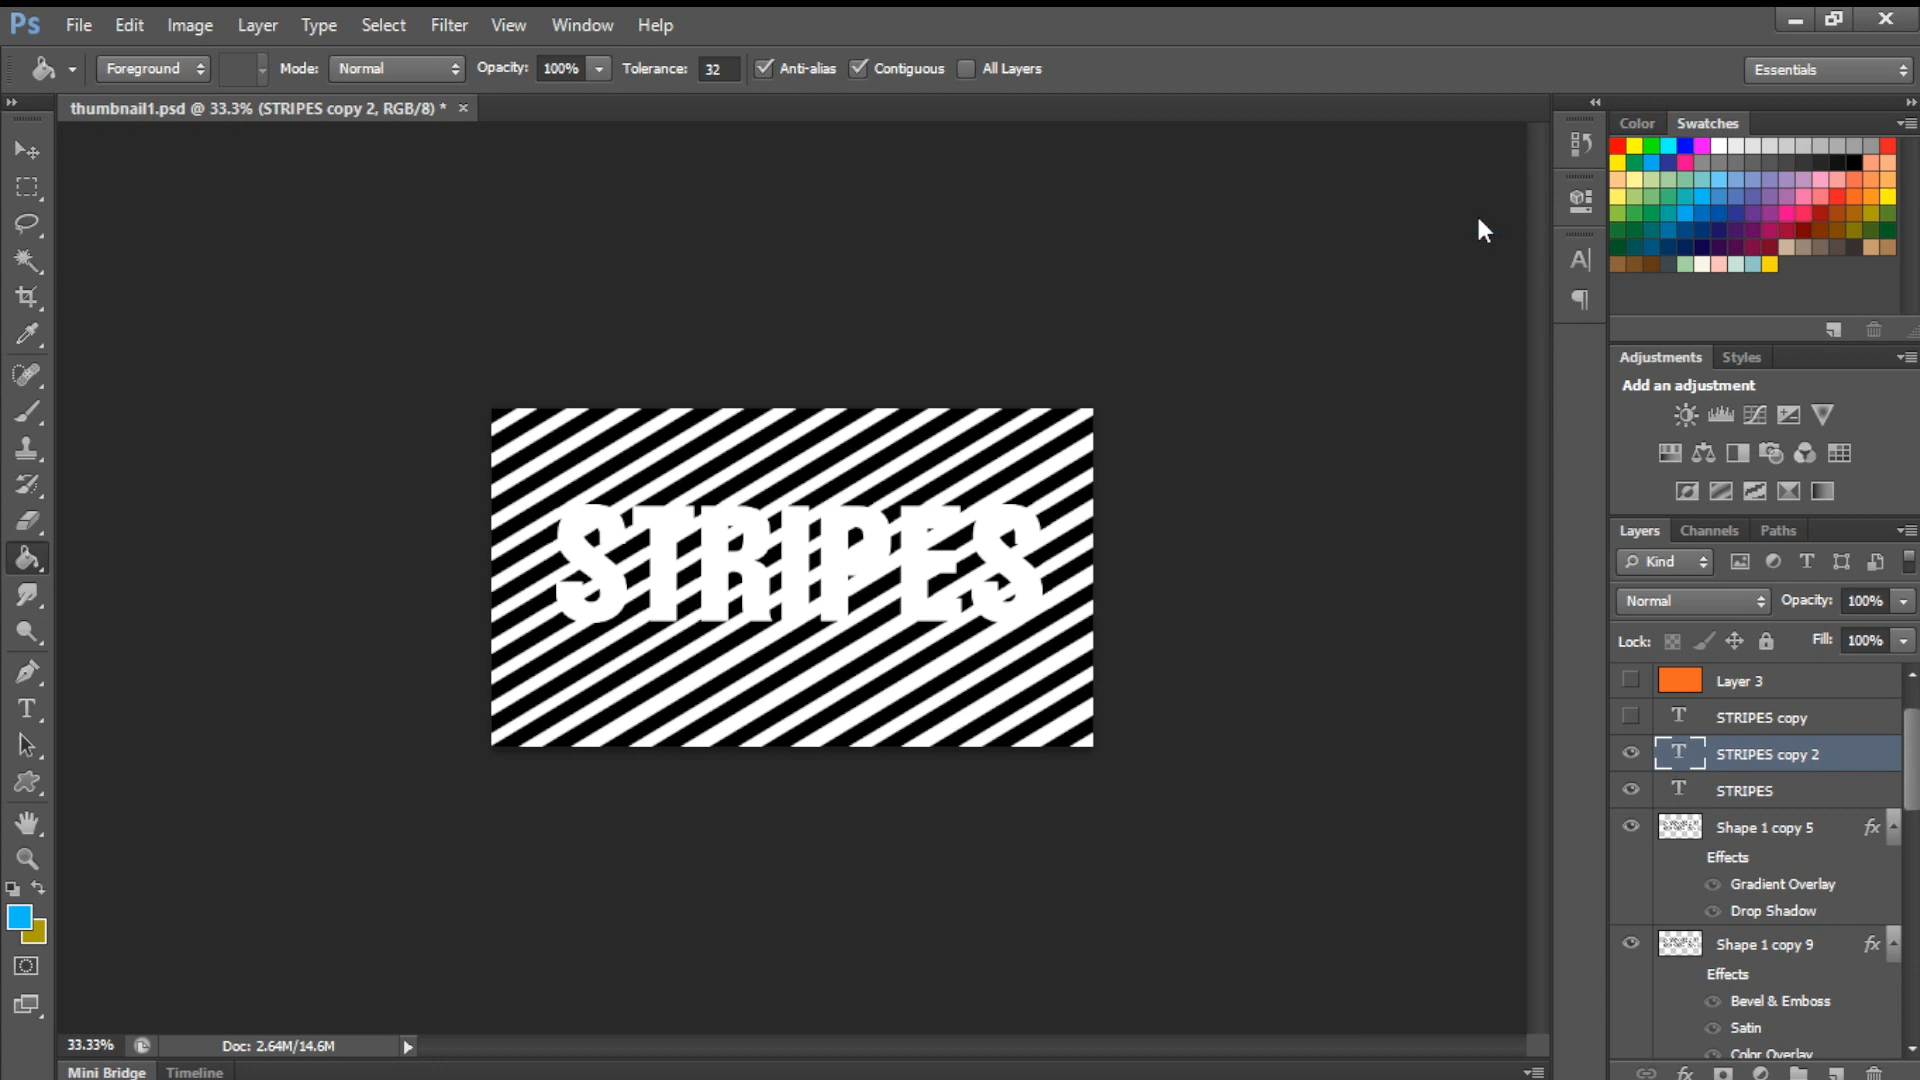 Ps File Edit Image Layer Type Select Filter View Window Help
Foreground Mode: Normal Opacity: 100% Tolerance: 32 Anti-alias Contiguous All Layers Essentials
thumbnail1.psd @ 33.3% (STRIPES copy 2, RGB/8) * ×
Color Swatches
Adjustments Styles
Add an adjustment
Layers Channels Paths
Kind
Normal Opacity: 100%
Lock: Fill: 100%
Layer 3
STRIPES copy
STRIPES copy 2
STRIPES
Shape 1 copy 5 fx
Effects
Gradient Overlay
Drop Shadow
Shape 1 copy 9 fx
Effects
Bevel & Emboss
Satin
Color Overlay
STRIPES
33.33% Doc: 2.64M/14.6M
Mini Bridge Timeline